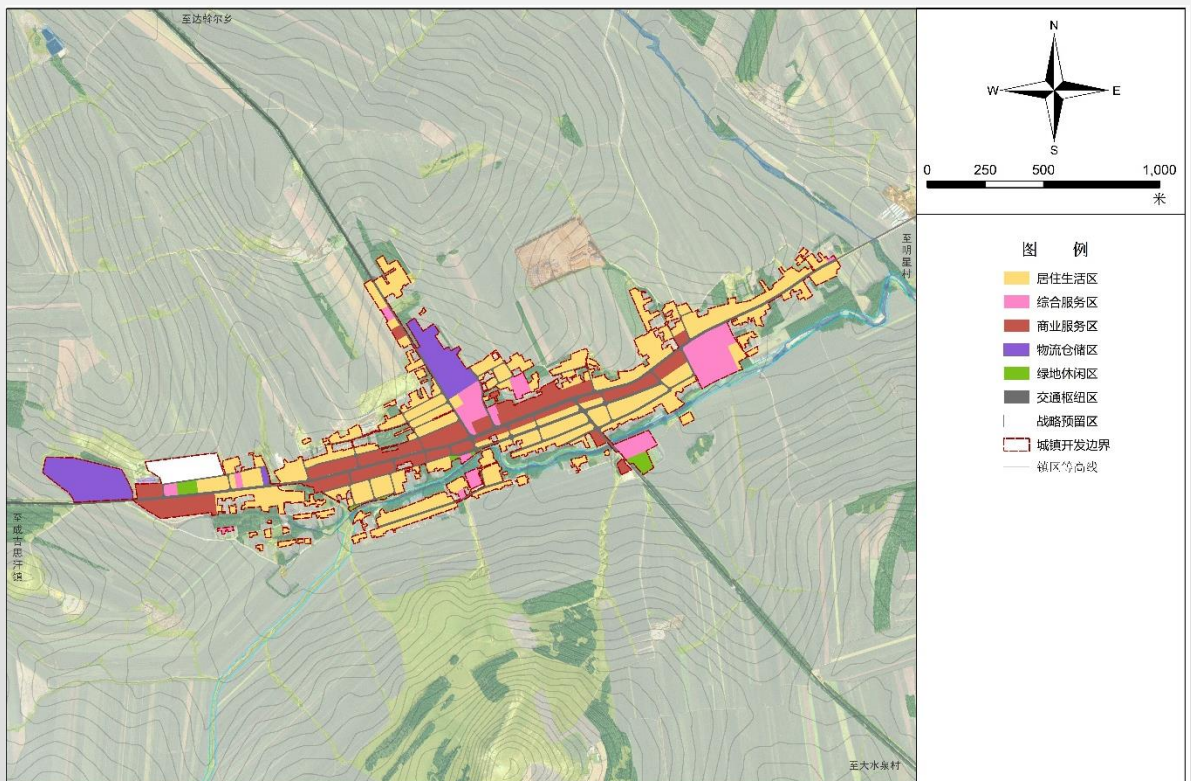 至达斡尔乡
N
W
E
S
0 250 500 1,000
米
至明星村
图 例
居住生活区
综合服务区
商业服务区
物流仓储区
绿地休闲区
交通枢纽区
战略预留区
城镇开发边界
镇区等高线
至成吉思汗镇
至大水泉村